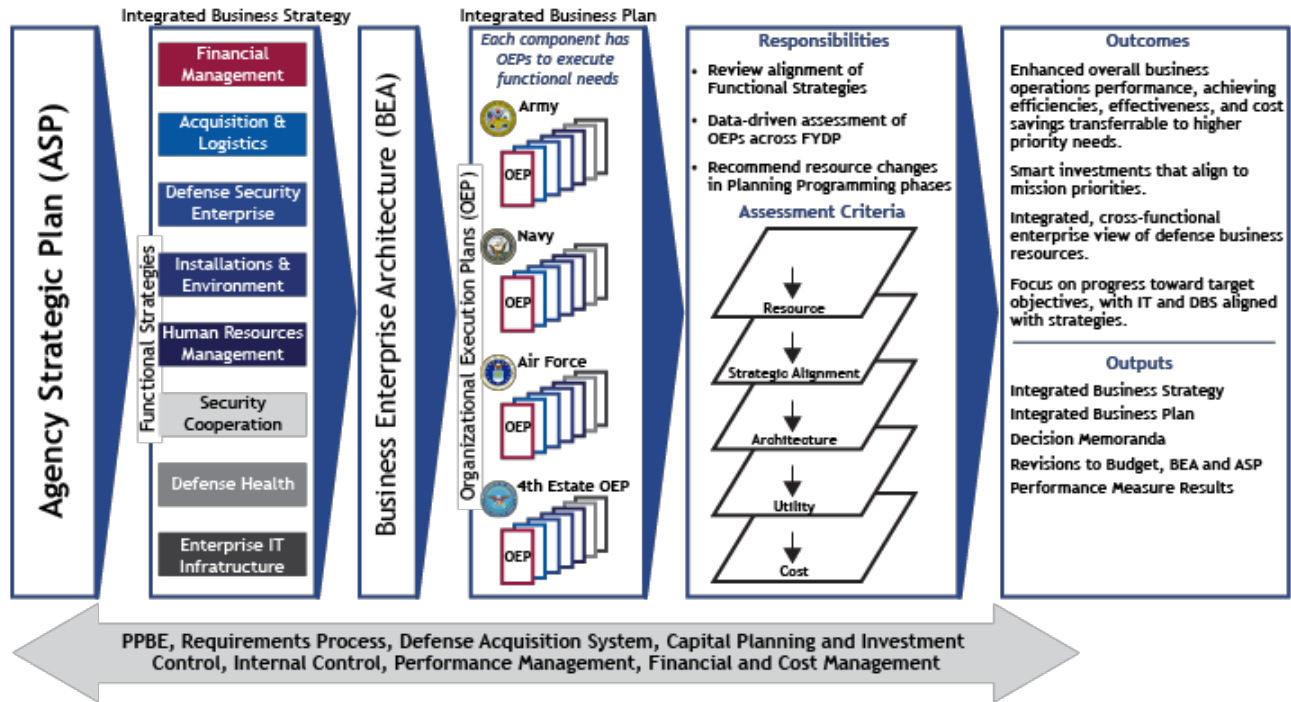 Integrated Business Strategy
Integrated Business Plan
Agency Strategic Plan (ASP)
Functional Strategies
Financial
Management
Acquisition &
Logistics
Defense Security
Enterprise
Installations &
Environment
Human Resources
Management
Security
Cooperation
Defense Health
Enterprise IT
Infratructure
Business Enterprise Architecture (BEA)
Organizational Execution Plans (OEP)
Each component has
OEPs to execute
functional needs
Army
OEP
Navy
OEP
Air Force
OEP
4th Estate OEP
OEP
Responsibilities
• Review alignment of
Functional Strategies
• Data-driven assessment of
OEPs across FYDP
• Recommend resource changes
in Planning Programming phases
Assessment Criteria
Resource
Strategic Alignment
Architecture
Utility
Cost
Outcomes
Enhanced overall business
operations performance, achieving
efficiencies, effectiveness, and cost
savings transferrable to higher
priority needs.
Smart investments that align to
mission priorities.
Integrated, cross-functional
enterprise view of defense business
resources.
Focus on progress toward target
objectives, with IT and DBS aligned
with strategies.
Outputs
Integrated Business Strategy
Integrated Business Plan
Decision Memoranda
Revisions to Budget, BEA and ASP
Performance Measure Results
PPBE, Requirements Process, Defense Acquisition System, Capital Planning and Investment
Control, Internal Control, Performance Management, Financial and Cost Management